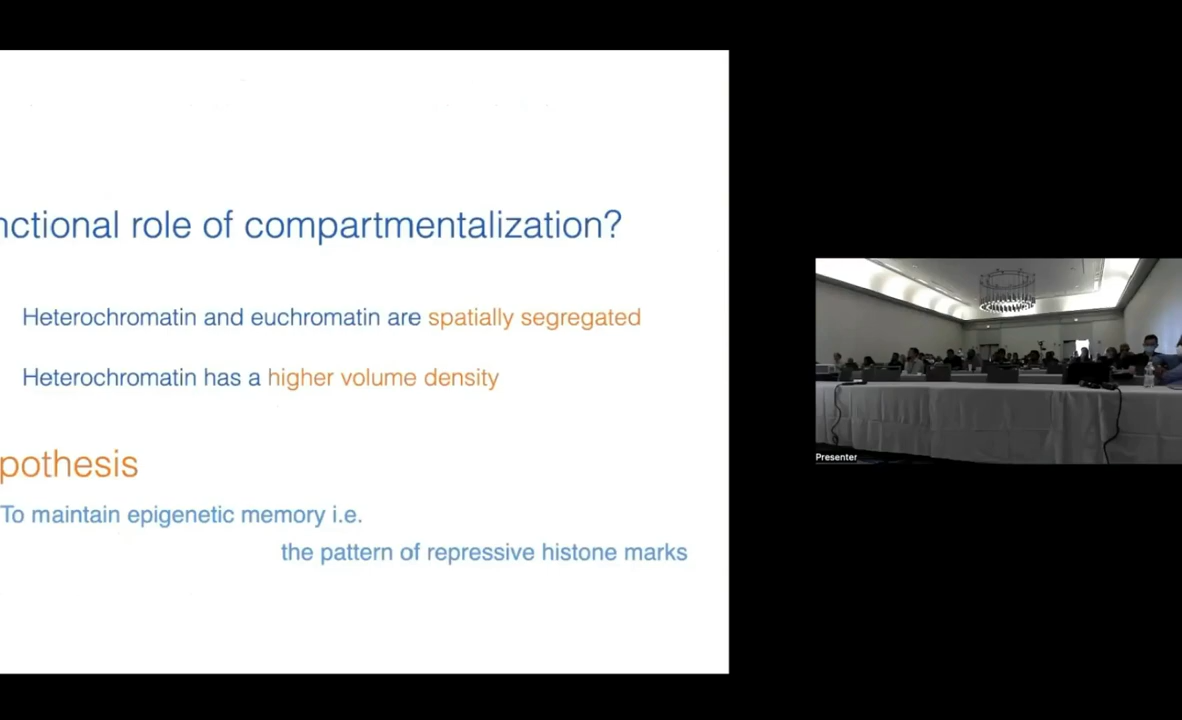 nctional role of compartmentalization?
Heterochromatin and euchromatin are spatially segregated
Heterochromatin has a higher volume density
pothesis
To maintain epigenetic memory i.e.
the pattern of repressive histone marks
Presenter